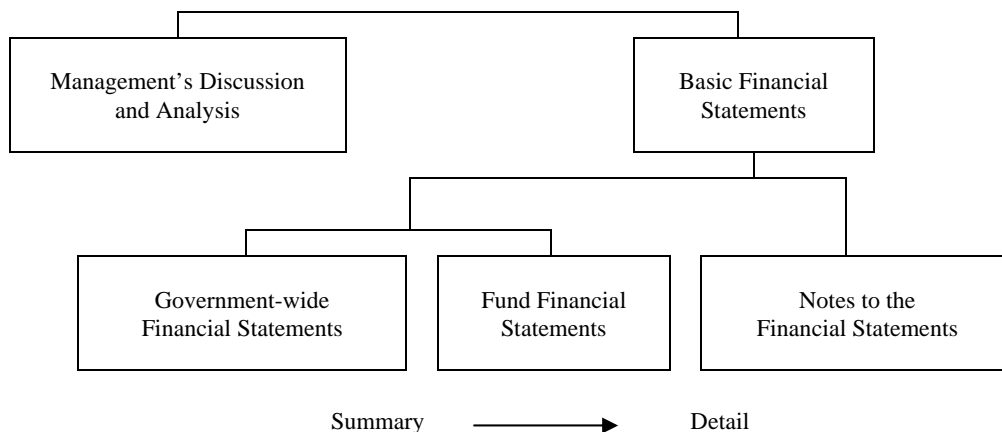 Management’s Discussion
and Analysis
Basic Financial
Statements
Government-wide
Financial Statements
Fund Financial
Statements
Notes to the
Financial Statements
Summary
Detail